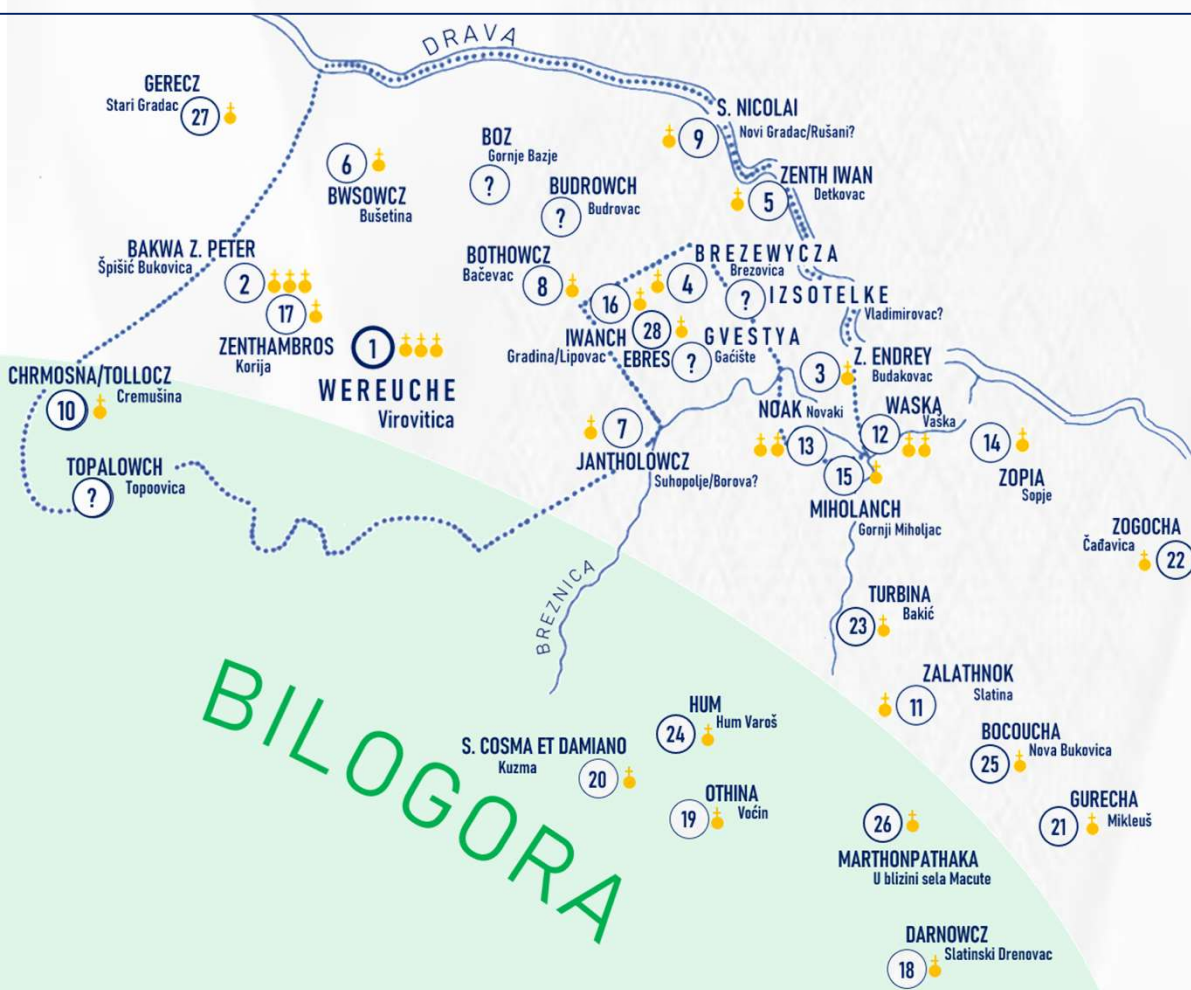 DRAVA
GERECZ
Stari Gradac
27
S. NICOLAI
Novi Gradac/Rušani?
9
BOZ
Gornje Bazje
?
6
BWSOWCZ
Bušetina
BUDROWCH
Budrovac
?
ZENTH IWAN
Detkovac
5
BAKWA Z. PETER
Špišić Bukovica
2
17
ZENTHAMBROS
Korija
BOTHOWCZ
Bačevac
8
BREZEWYCZA
Brezovica
4
?
IZSOTELKE
Vladimirovac?
16
IWANCH
Gradina/Lipovac
28
EBRES
GVESTYA
Gaćište
?
1
WEREUCHE
Virovitica
Z. ENDREY
Budakovac
3
CHRMOSNA/TOLLOCZ
Cremušina
10
NOAK Novaki
13
WASKA
Vaška
12
7
JANTHOLOWCZ
Suhopolje/Borova?
14
ZOPIA
Sopje
TOPALOWCH
Topoovica
?
15
MIHOLANCH
Gornji Miholjac
ZOGOCHA
Čađavica
22
BREZNICA
TURBINA
Bakić
23
ZALATHNOK
Slatina
11
BILOGORA
HUM
Hum Varoš
24
S. COSMA ET DAMIANO
Kuzma
20
BOCOUCHA
Nova Bukovica
25
OTHINA
Voćin
19
GURECHA
Mikleuš
21
26
MARTHONPATHAKA
U blizini sela Macute
DARNOWCZ
Slatinski Drenovac
18